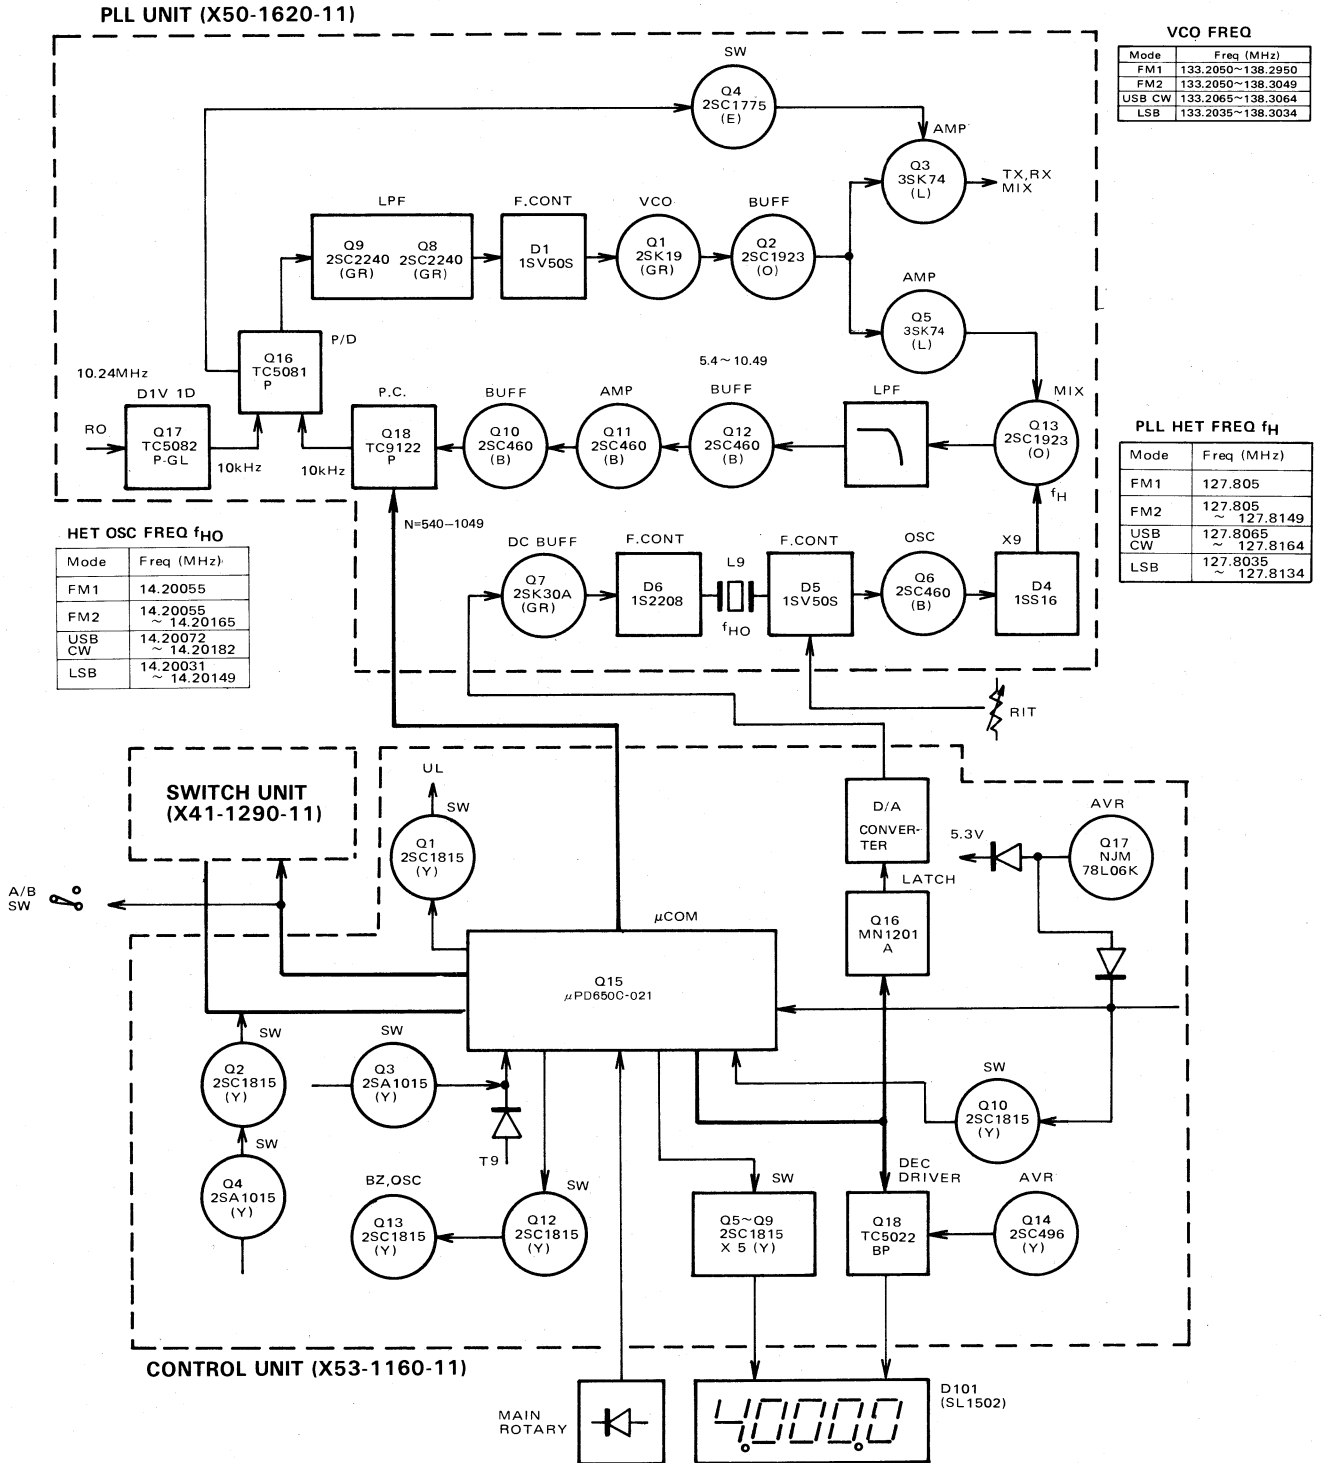 PLL UNIT (X50-1620-11)
VCO FREQ
Mode Freq (MHz)
FM1 133.2050~138.2950
FM2 133.2050~138.3049
USB CW 133.2065~138.3064
LSB 133.2035~138.3034
SW
Q4
2SC1775
(E)
AMP
Q3
3SK74
(L)
TX,RX
MIX
LPF
Q9
2SC2240
(GR)
Q8
2SC2240
(GR)
F.CONT
D1
1SV50S
VCO
Q1
2SK19
(GR)
BUFF
Q2
2SC1923
(O)
AMP
Q5
3SK74
(L)
P/D
Q16
TC5081
P
10.24MHz
D1V 1D
RO
Q17
TC5082
P-GL
10kHz
10kHz
P.C.
Q18
TC9122
P
BUFF
Q10
2SC460
(B)
AMP
Q11
2SC460
(B)
5.4~10.49
BUFF
Q12
2SC460
(B)
LPF
MIX
Q13
2SC1923
(O)
fH
PLL HET FREQ fH
Mode Freq (MHz)
FM1 127.805
FM2 127.805
~ 127.8149
USB 127.8065
CW ~ 127.8164
LSB 127.8035
~ 127.8134
N=540-1049
HET OSC FREQ fHO
Mode Freq (MHz)
FM1 14.20055
FM2 14.20055
~ 14.20165
USB 14.20072
CW ~ 14.20182
LSB 14.20031
~ 14.20149
DC BUFF
Q7
2SK30A
(GR)
F.CONT
D6
1S2208
L9
fHO
F.CONT
D5
1SV50S
OSC
Q6
2SC460
(B)
X9
D4
1SS16
RIT
SWITCH UNIT
(X41-1290-11)
UL
SW
Q1
2SC1815
(Y)
D/A
CONVER-
TER
5.3V
AVR
Q17
NJM
78L06K
LATCH
Q16
MN1201
A
A/B
SW
μCOM
Q15
μPD650C-021
SW
Q2
2SC1815
(Y)
SW
Q3
2SA1015
(Y)
SW
Q10
2SC1815
(Y)
T9
SW
Q4
2SA1015
(Y)
BZ,OSC
Q13
2SC1815
(Y)
SW
Q12
2SC1815
(Y)
SW
Q5~Q9
2SC1815
X 5 (Y)
DEC
DRIVER
Q18
TC5022
BP
AVR
Q14
2SC496
(Y)
CONTROL UNIT (X53-1160-11)
MAIN
ROTARY
4.000.0
D101
(SL1502)